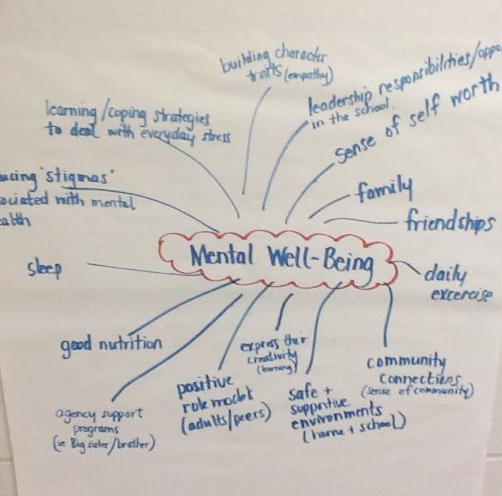 building character
traits (empathy)
leadership responsibilities/oppo
in the school.
sense of self worth
learning/coping strategies
to deal with everyday stress
family
ucing 'stigmas'
ociated with mental
alth
friendships
Mental Well-Being
sleep
daily
excercise
good nutrition
express their
creativity
(learning)
community
connections
(sense of community)
positive
role models
(adults/peers)
safe +
supportive
environments
(home + school)
agency support
programs
(ie Big sister/brother)